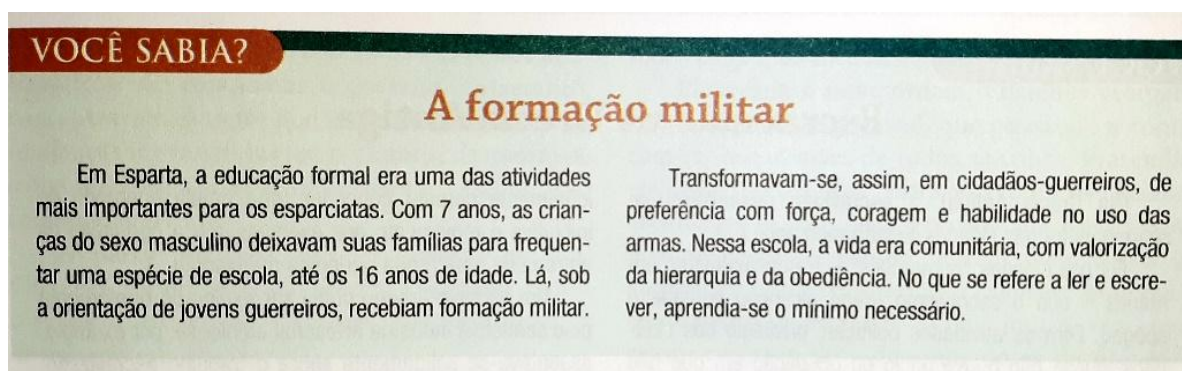 VOCÊ SABIA?
A formação militar
Em Esparta, a educação formal era uma das atividades
mais importantes para os esparciatas. Com 7 anos, as crian-
ças do sexo masculino deixavam suas famílias para frequen-
tar uma espécie de escola, até os 16 anos de idade. Lá, sob
a orientação de jovens guerreiros, recebiam formação militar.
Transformavam-se, assim, em cidadãos-guerreiros, de
preferência com força, coragem e habilidade no uso das
armas. Nessa escola, a vida era comunitária, com valorização
da hierarquia e da obediência. No que se refere a ler e escre-
ver, aprendia-se o mínimo necessário.